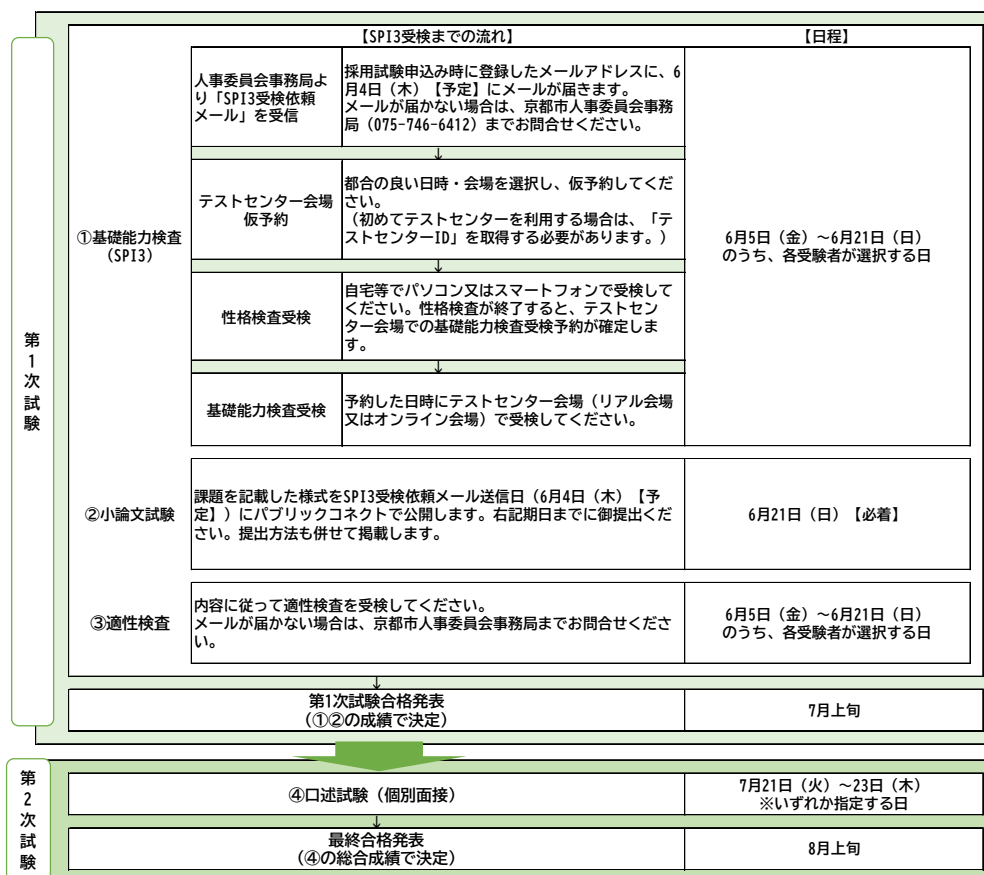 【SPI3受検までの流れ】
【日程】
第1次試験
①基礎能力検査
（SPI3）
人事委員会事務局よ
り「SPI3受検依頼
メール」を受信
採用試験申込み時に登録したメールアドレスに、6
月4日（木）【予定】にメールが届きます。
メールが届かない場合は、京都市人事委員会事務
局（075-746-6412）までお問合せください。
↓
テストセンター会場
仮予約
都合の良い日時・会場を選択し、仮予約してくだ
さい。
（初めてテストセンターを利用する場合は、「テ
ストセンターID」を取得する必要があります。）
↓
性格検査受検
自宅等でパソコン又はスマートフォンで受検して
ください。性格検査が終了すると、テストセン
ター会場での基礎能力検査受検予約が確定しま
す。
↓
基礎能力検査受検
予約した日時にテストセンター会場（リアル会場
又はオンライン会場）で受検してください。
6月5日（金）～6月21日（日）
のうち、各受験者が選択する日
②小論文試験
課題を記載した様式をSPI3受検依頼メール送信日（6月4日（木）【予
定】）にパブリックコネクトで公開します。右記期日までに御提出くだ
さい。提出方法も併せて掲載します。
6月21日（日）【必着】
③適性検査
内容に従って適性検査を受検してください。
メールが届かない場合は、京都市人事委員会事務局までお問合せくださ
い。
6月5日（金）～6月21日（日）
のうち、各受験者が選択する日
↓
第1次試験合格発表
（①②の成績で決定）
7月上旬
第2次試験
④口述試験（個別面接）
7月21日（火）～23日（木）
※いずれか指定する日
↓
最終合格発表
（④の総合成績で決定）
8月上旬